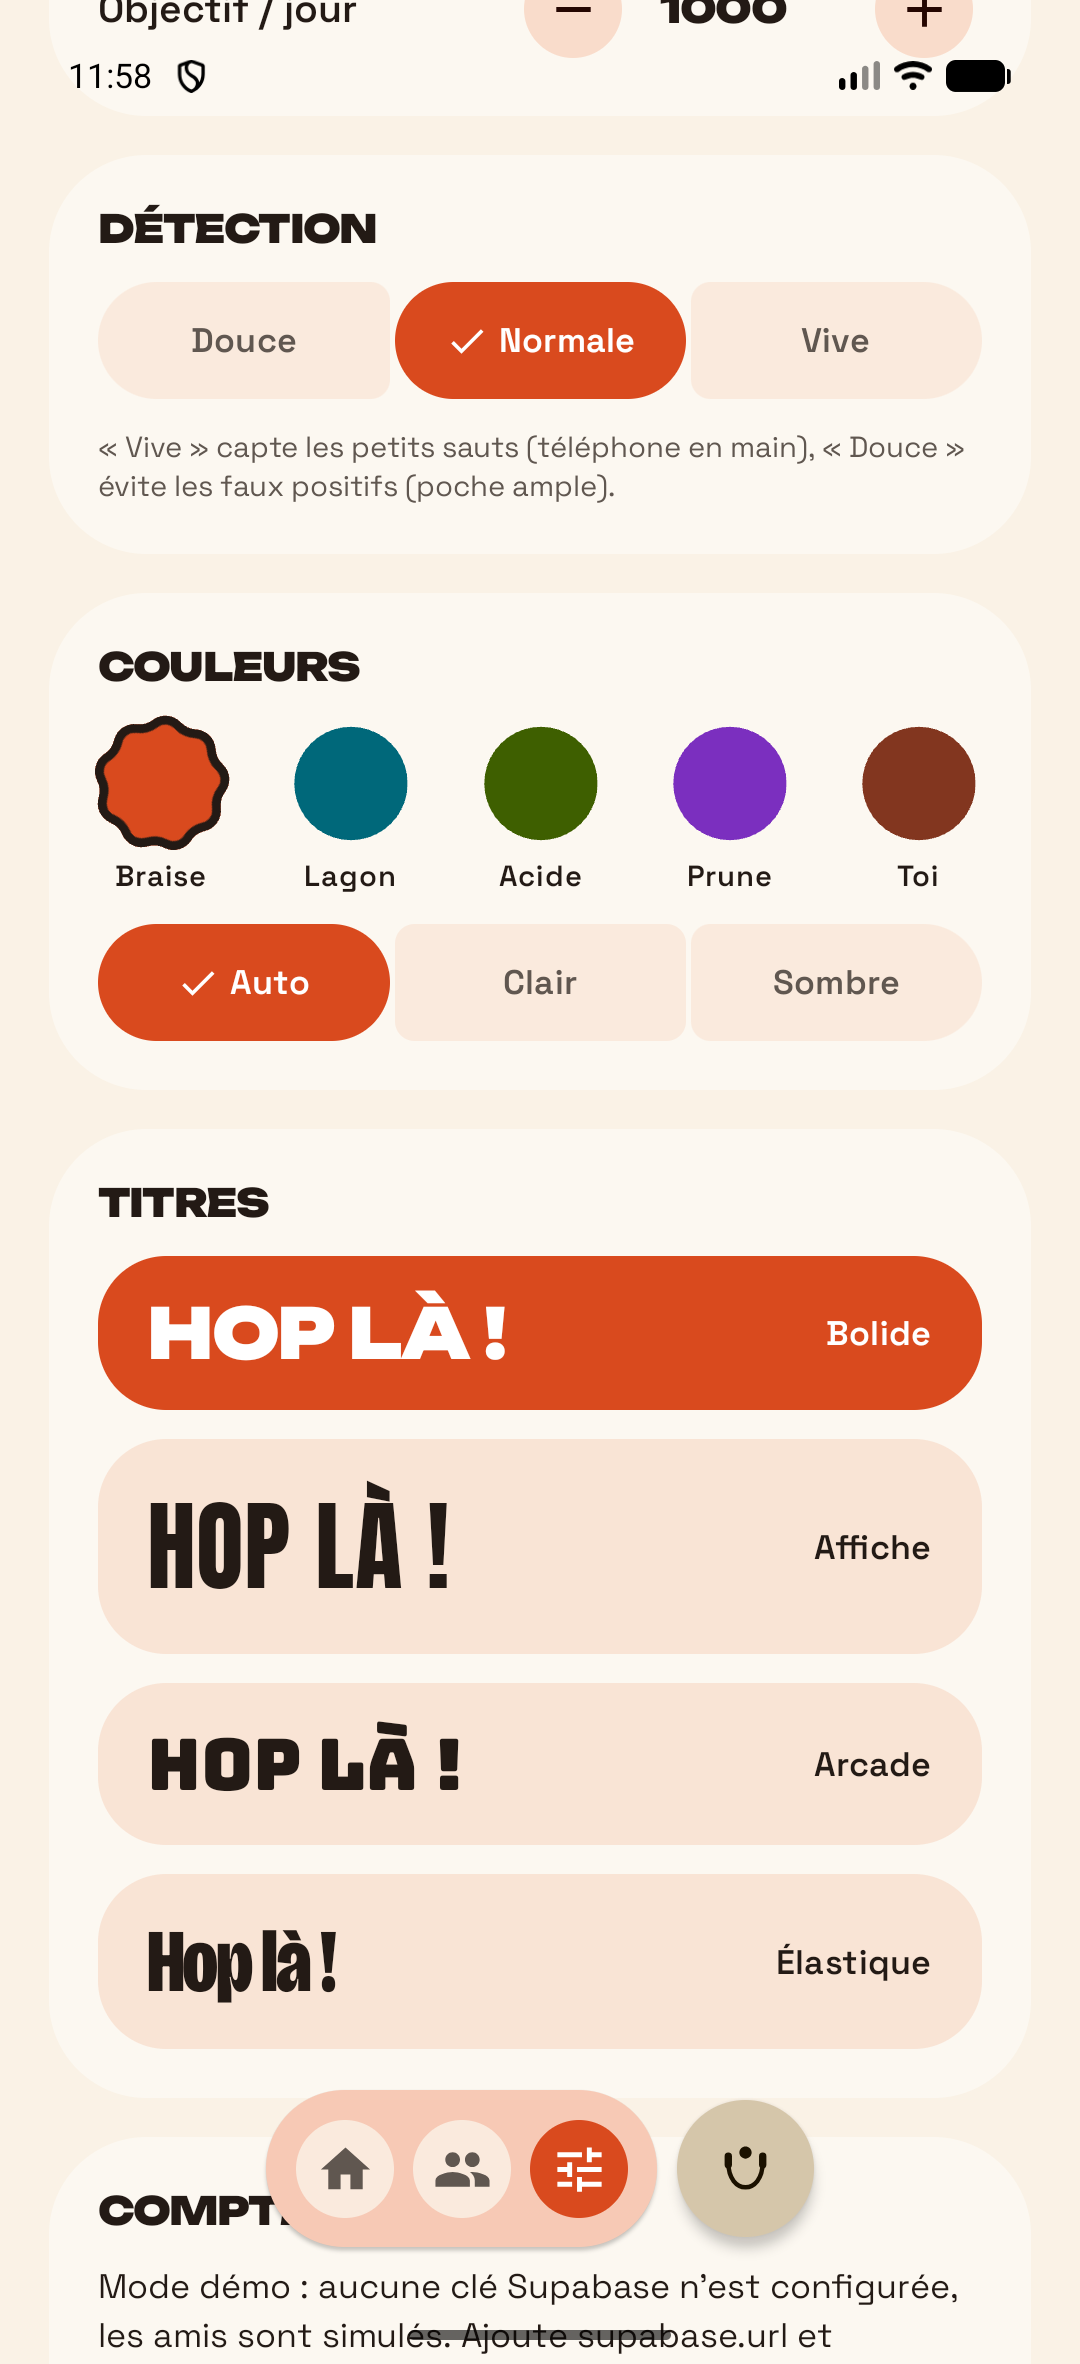 Objectif / jour
1000
11:58
DÉTECTION
Douce
Normale
Vive
« Vive » capte les petits sauts (téléphone en main), « Douce »
évite les faux positifs (poche ample).
COULEURS
Braise
Lagon
Acide
Prune
Toi
Auto
Clair
Sombre
TITRES
HOP LÀ !
Bolide
HOP LÀ !
Affiche
HOP LÀ !
Arcade
Hop là !
Élastique
COMPT
Mode démo : aucune clé Supabase n’est configurée,
les amis sont simulés. Ajoute supabase.url et